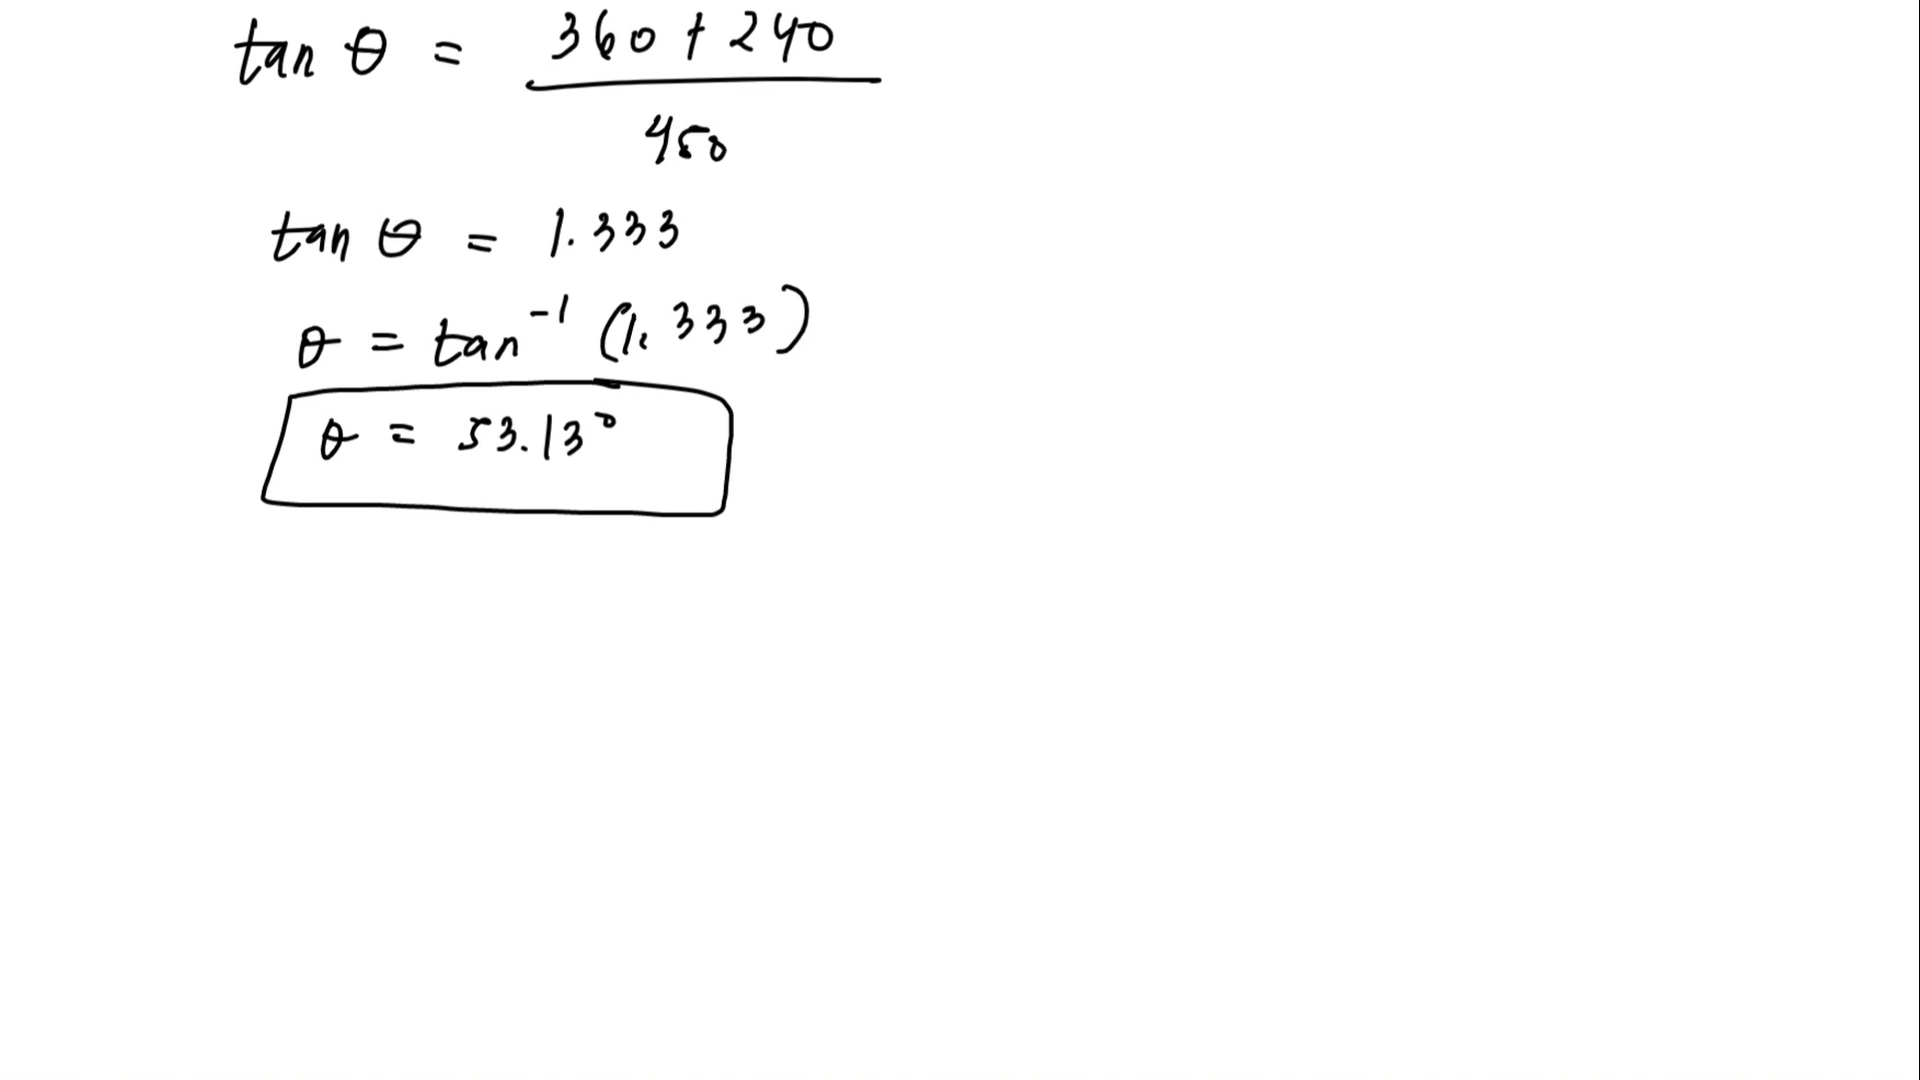 tan θ = 360 + 240
450
tan θ = 1.333
θ = tan⁻¹ (1.333)
θ = 53.13°